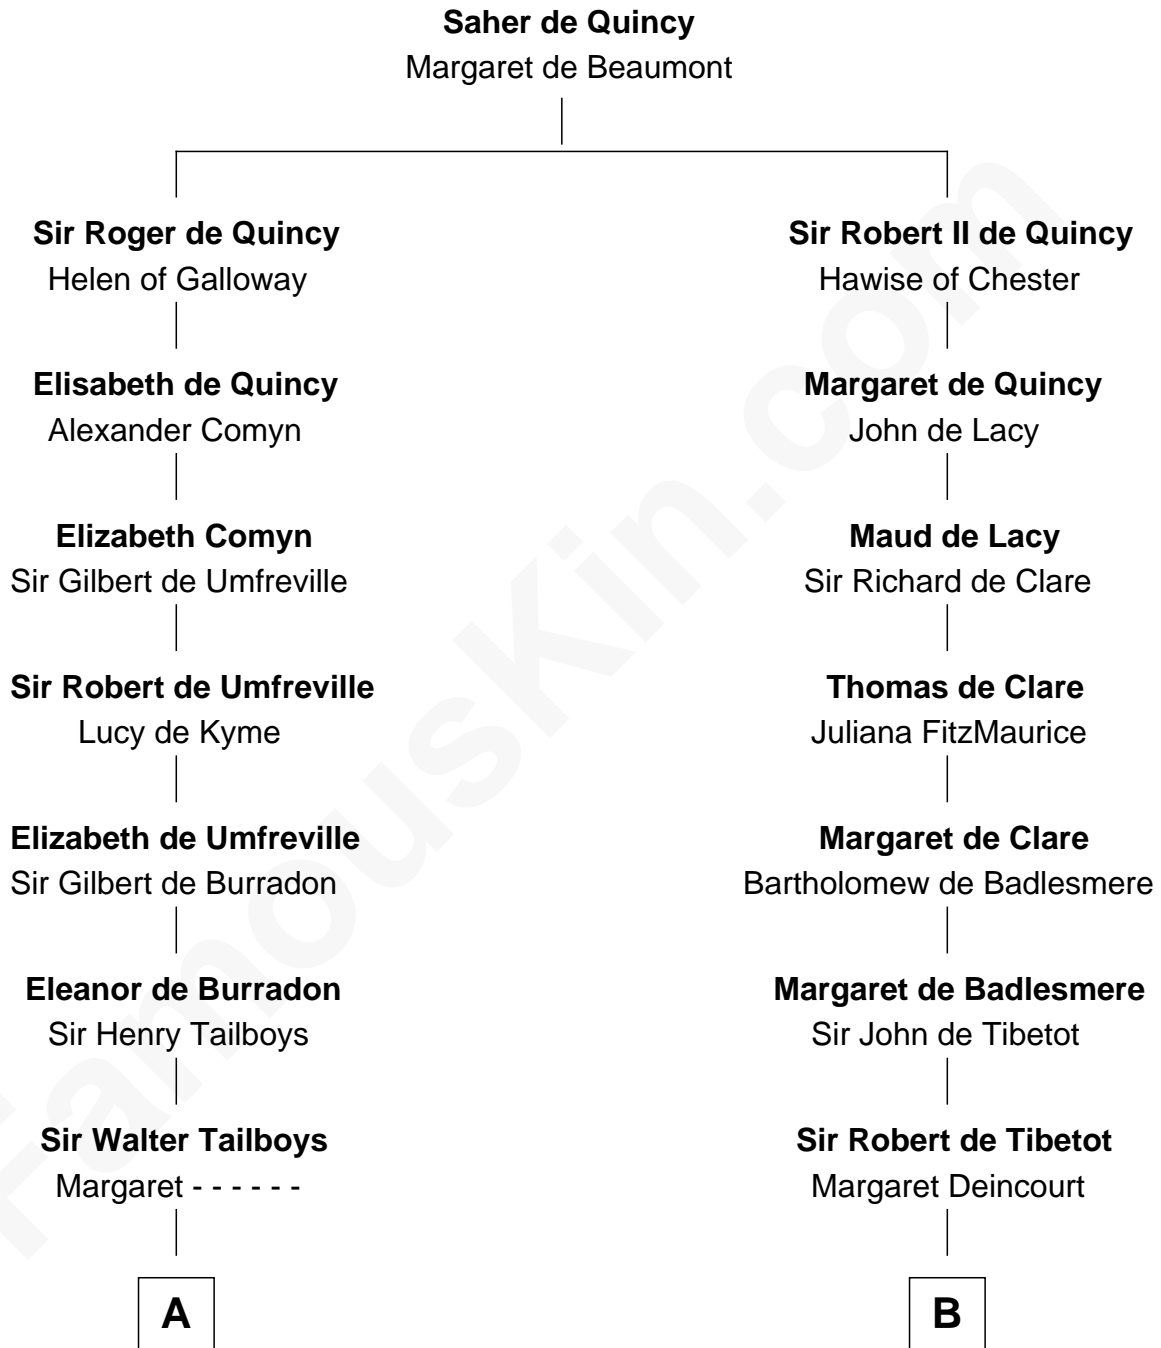 Saher de Quincy
Margaret de Beaumont
Sir Roger de Quincy
Helen of Galloway
Sir Robert II de Quincy
Hawise of Chester
Elisabeth de Quincy
Alexander Comyn
Margaret de Quincy
John de Lacy
Elizabeth Comyn
Sir Gilbert de Umfreville
Maud de Lacy
Sir Richard de Clare
Sir Robert de Umfreville
Lucy de Kyme
Thomas de Clare
Juliana FitzMaurice
Elizabeth de Umfreville
Sir Gilbert de Burradon
Margaret de Clare
Bartholomew de Badlesmere
Eleanor de Burradon
Sir Henry Tailboys
Margaret de Badlesmere
Sir John de Tibetot
Sir Walter Tailboys
Margaret - - - - - -
Sir Robert de Tibetot
Margaret Deincourt
A
B
FamousKin.com